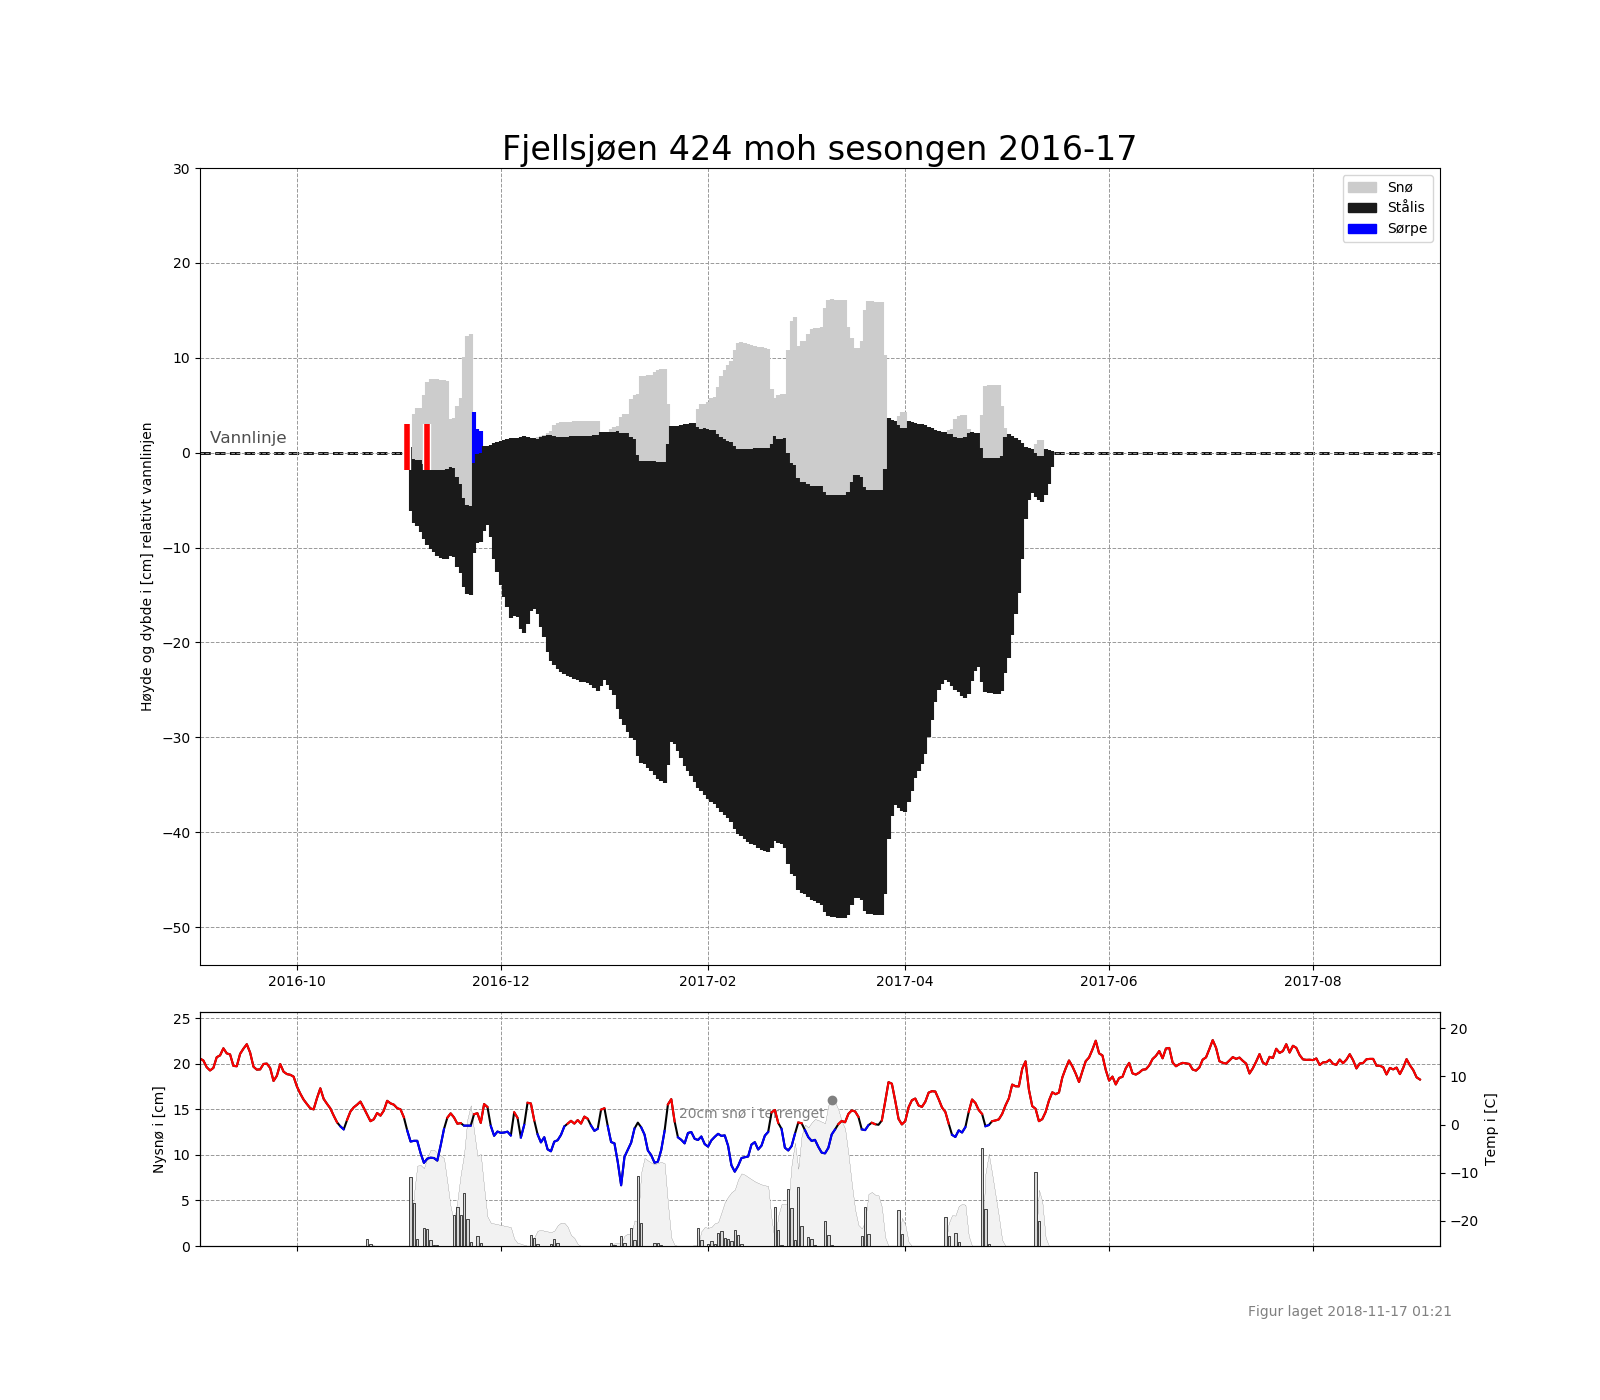 Fjellsjøen 424 moh sesongen 2016-17
Høyde og dybde i [cm] relativt vannlinjen
30
20
10
0
−10
−20
−30
−40
−50
Vannlinje
Snø
Stålis
Sørpe
2016-10
2016-12
2017-02
2017-04
2017-06
2017-08
Nysnø i [cm]
25
20
15
10
5
0
20cm snø i terrenget
20
10
0
−10
−20
Temp i [C]
Figur laget 2018-11-17 01:21